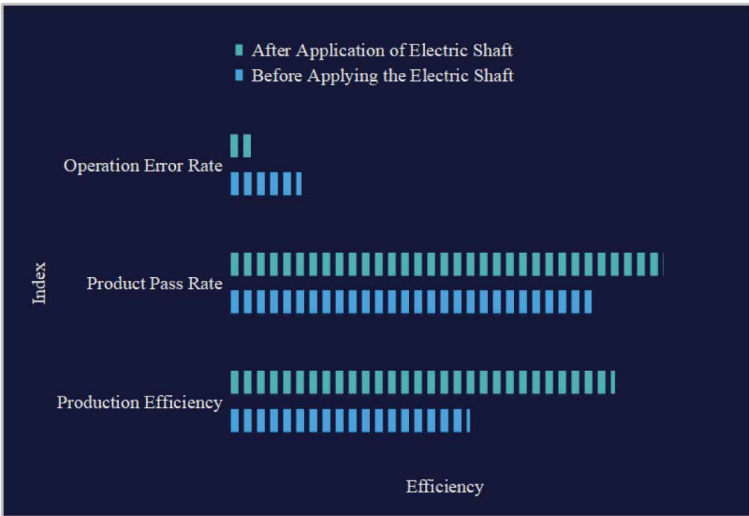 After Application of Electric Shaft
Before Applying the Electric Shaft
Operation Error Rate
Product Pass Rate
Production Efficiency
Index
Efficiency